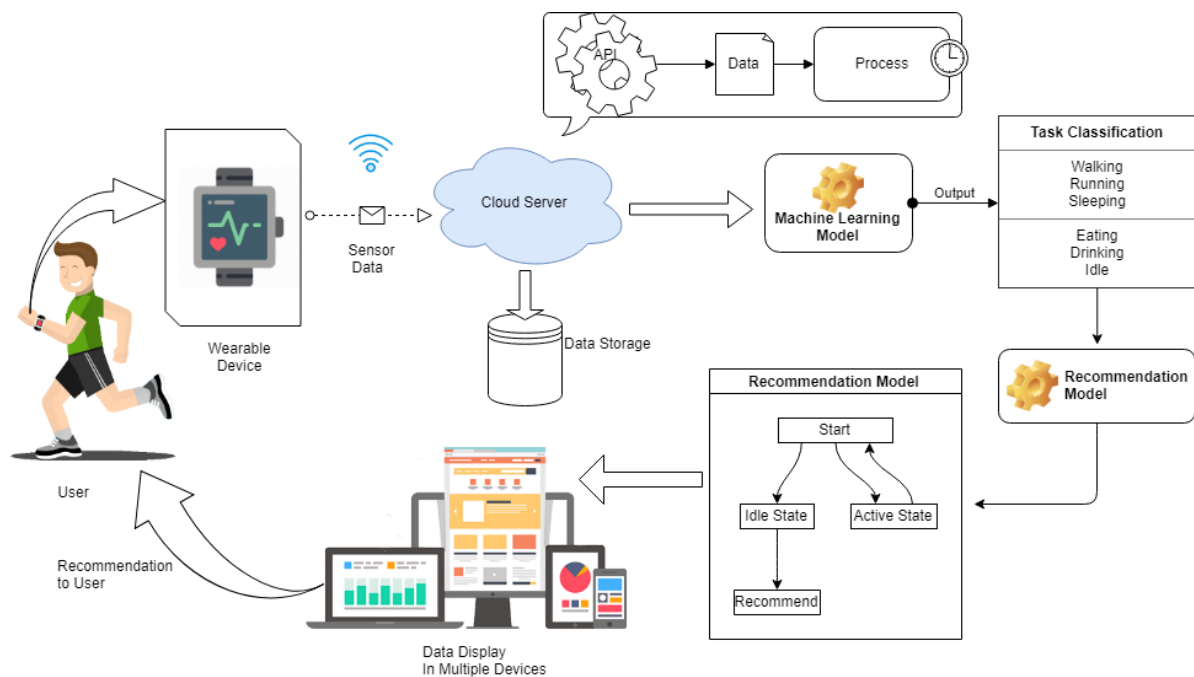 API
Data
Process
Task Classification
Walking
Running
Sleeping
Eating
Drinking
Idle
Cloud Server
Output
Machine Learning
Model
Sensor
Data
Wearable
Device
Data Storage
Recommendation
Model
Recommendation Model
Start
Idle State
Active State
Recommend
User
Recommendation
to User
Data Display
In Multiple Devices